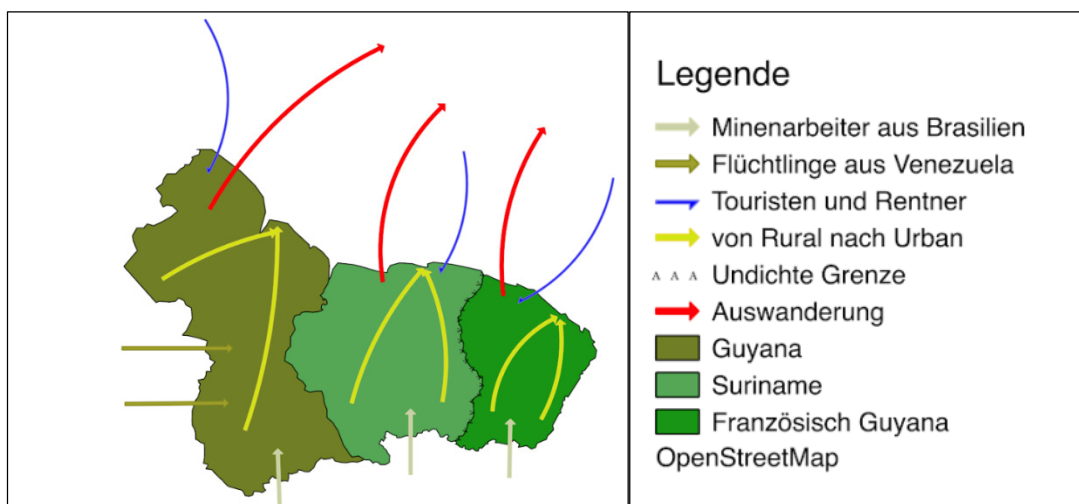 Legende
Minenarbeiter aus Brasilien
Flüchtlinge aus Venezuela
Touristen und Rentner
von Rural nach Urban
A A A Undichte Grenze
Auswanderung
Guyana
Suriname
Französisch Guyana
OpenStreetMap